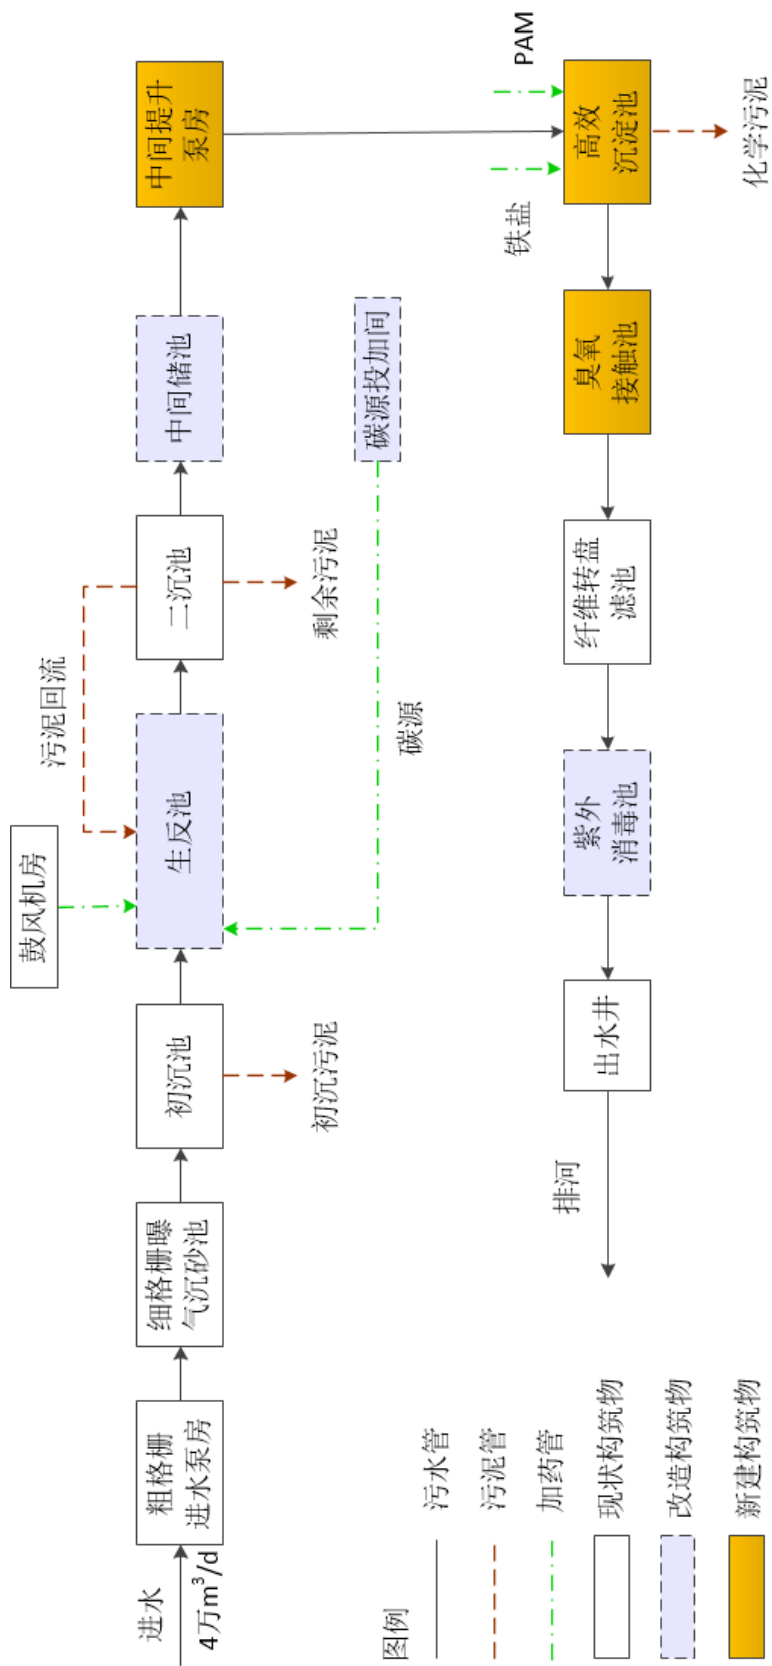 进水
4万m³/d
粗格栅
进水泵房
细格栅曝
气沉砂池
初沉池
初沉污泥
鼓风机房
生反池
污泥回流
二沉池
剩余污泥
碳源
碳源投加间
中间储池
中间提升
泵房
PAM
铁盐
高效
沉淀池
化学污泥
臭氧
接触池
纤维转盘
滤池
紫外
消毒池
出水井
排河
图例
污水管
污泥管
加药管
现状构筑物
改造构筑物
新建构筑物